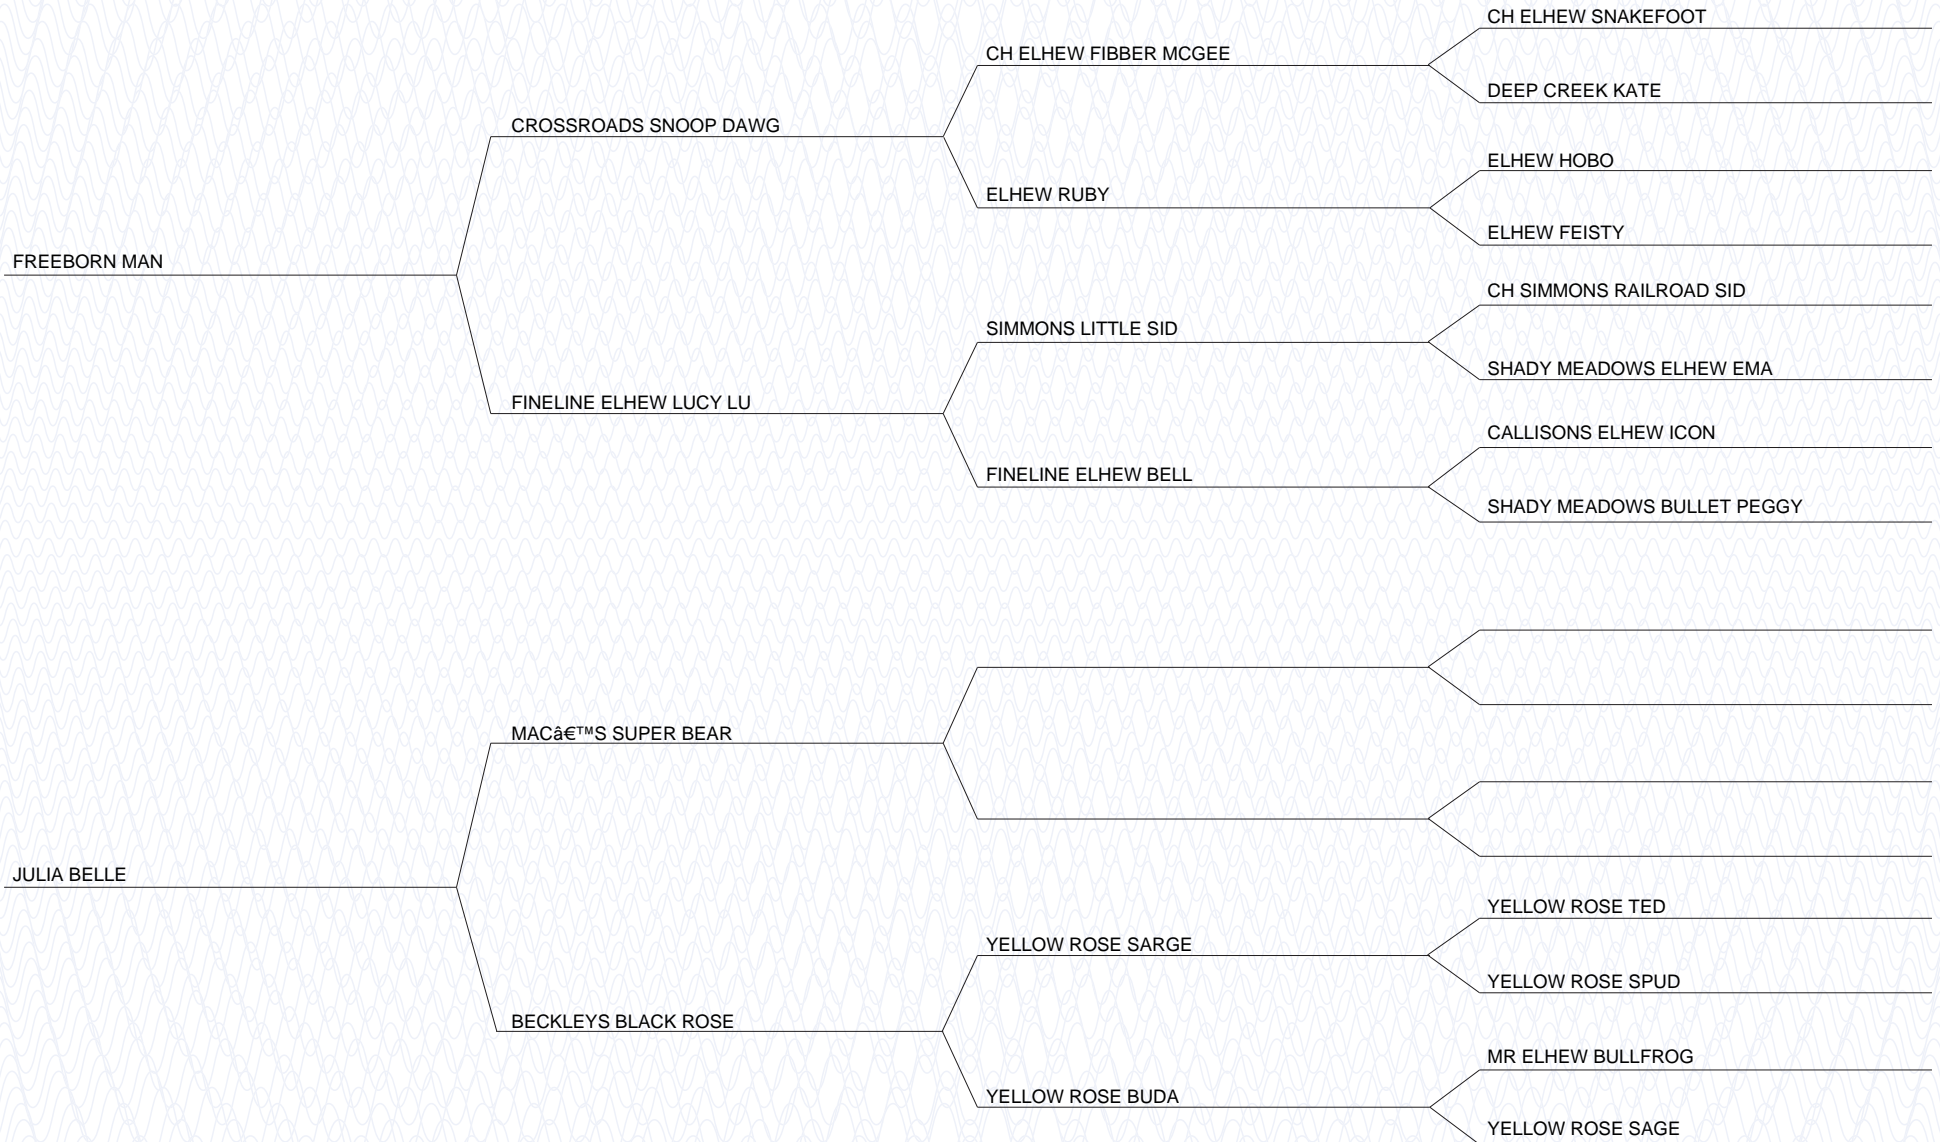 CH ELHEW SNAKEFOOT
CH ELHEW FIBBER MCGEE
DEEP CREEK KATE
CROSSROADS SNOOP DAWG
ELHEW HOBO
ELHEW RUBY
ELHEW FEISTY
FREEBORN MAN
CH SIMMONS RAILROAD SID
SIMMONS LITTLE SID
SHADY MEADOWS ELHEW EMA
FINELINE ELHEW LUCY LU
CALLISONS ELHEW ICON
FINELINE ELHEW BELL
SHADY MEADOWS BULLET PEGGY
MACâ€™S SUPER BEAR
JULIA BELLE
YELLOW ROSE TED
YELLOW ROSE SARGE
YELLOW ROSE SPUD
BECKLEYS BLACK ROSE
MR ELHEW BULLFROG
YELLOW ROSE BUDA
YELLOW ROSE SAGE